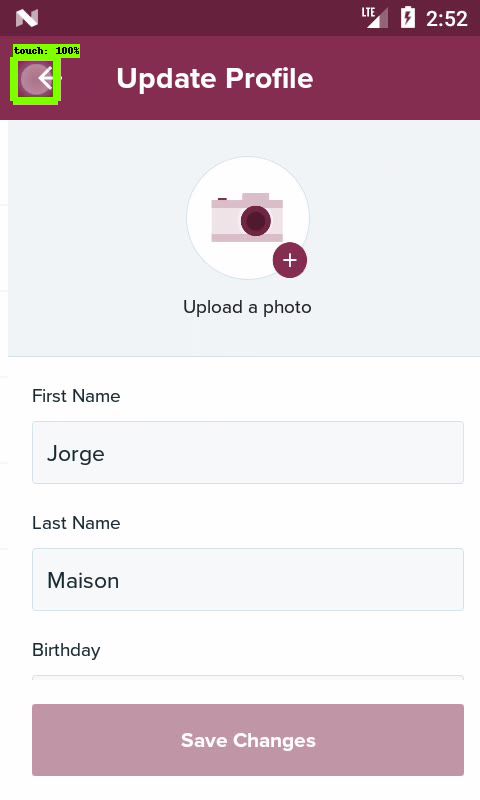 LTE 2:52
touch: 100%
Update Profile
Upload a photo
First Name
Jorge
Last Name
Maison
Birthday
Save Changes